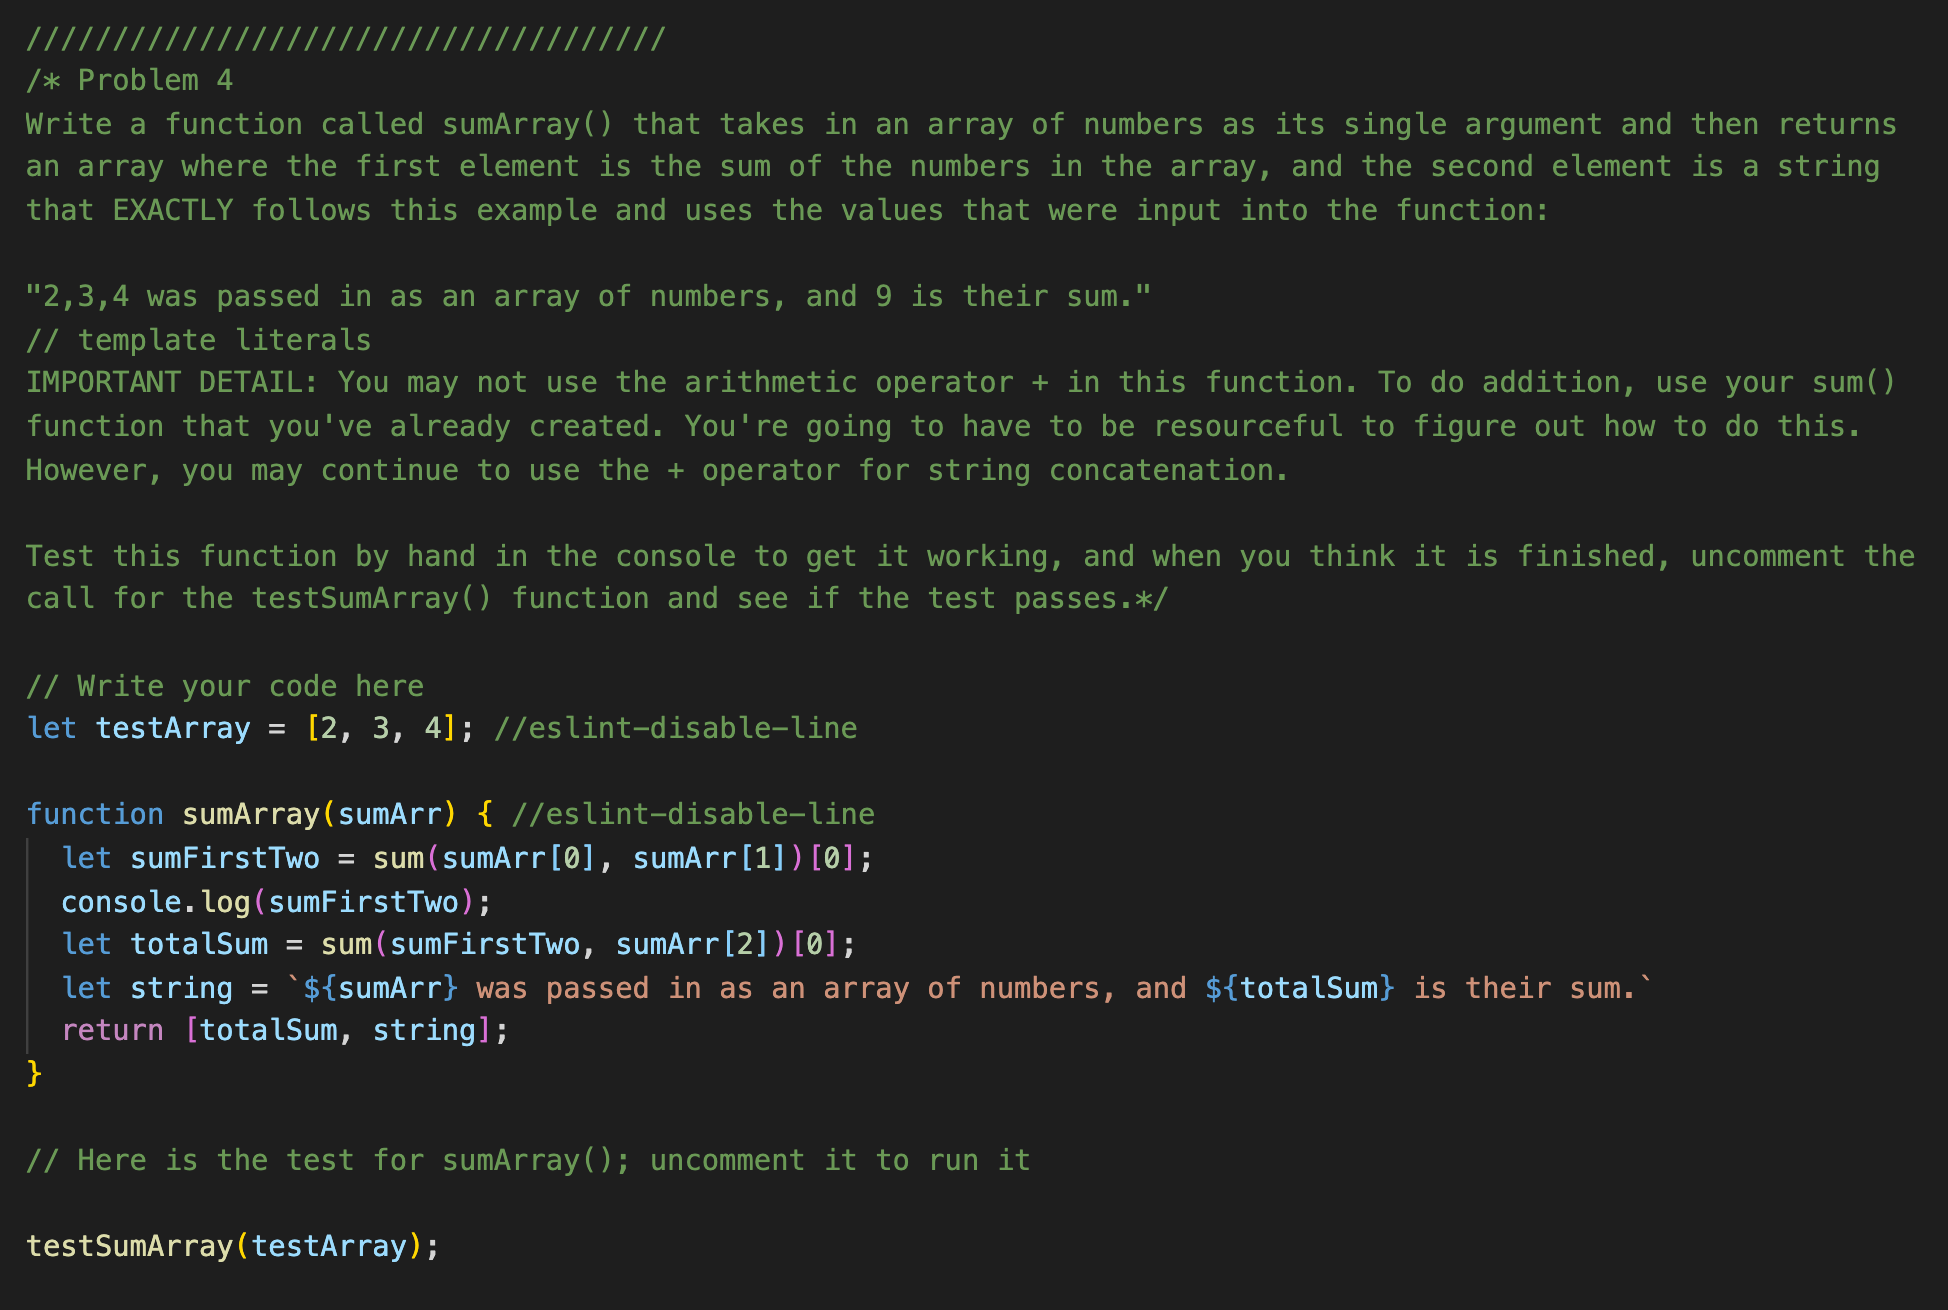 /////////////////////////////////////
/* Problem 4
Write a function called sumArray() that takes in an array of numbers as its single argument and then returns
an array where the first element is the sum of the numbers in the array, and the second element is a string
that EXACTLY follows this example and uses the values that were input into the function:

"2,3,4 was passed in as an array of numbers, and 9 is their sum."
// template literals
IMPORTANT DETAIL: You may not use the arithmetic operator + in this function. To do addition, use your sum()
function that you've already created. You're going to have to be resourceful to figure out how to do this.
However, you may continue to use the + operator for string concatenation.

Test this function by hand in the console to get it working, and when you think it is finished, uncomment the
call for the testSumArray() function and see if the test passes.*/

// Write your code here
let testArray = [2, 3, 4]; //eslint-disable-line

function sumArray(sumArr) { //eslint-disable-line
  let sumFirstTwo = sum(sumArr[0], sumArr[1])[0];
  console.log(sumFirstTwo);
  let totalSum = sum(sumFirstTwo, sumArr[2])[0];
  let string = `${sumArr} was passed in as an array of numbers, and ${totalSum} is their sum.`
  return [totalSum, string];
}

// Here is the test for sumArray(); uncomment it to run it

testSumArray(testArray);